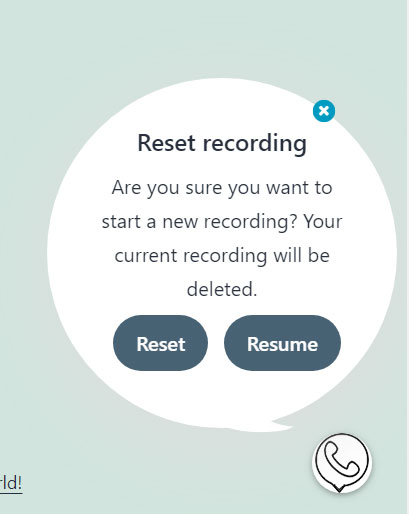 Reset recording
Are you sure you want to
start a new recording? Your
current recording will be
deleted.
Reset Resume
rld!